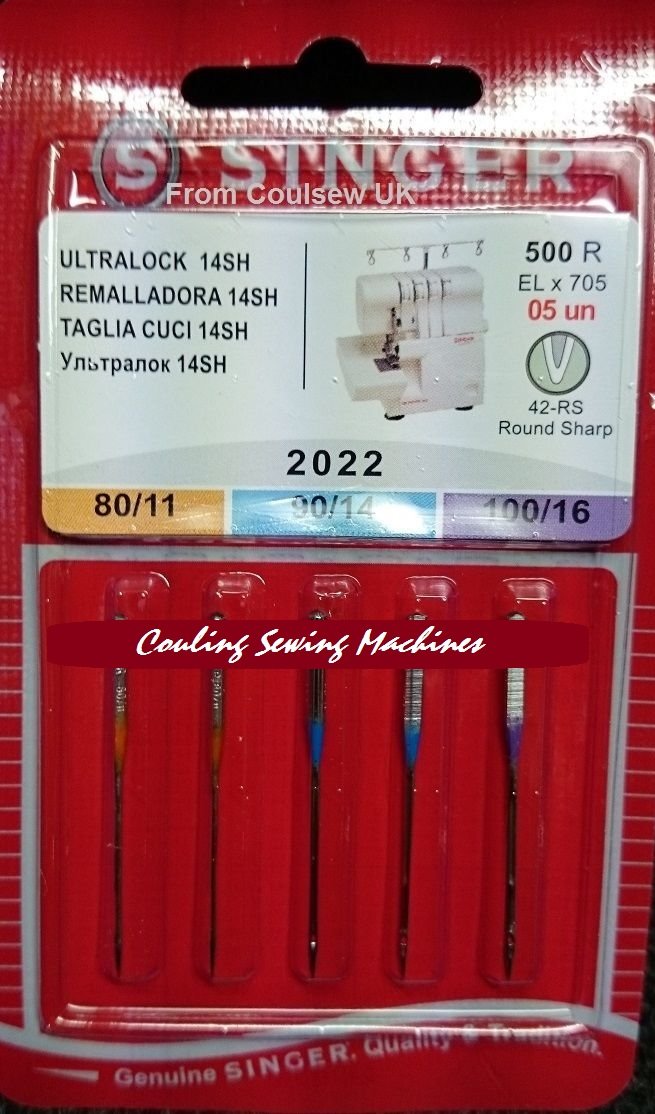 S SINGER
From Coulsew UK
ULTRALOCK 14SH
REMALLADORA 14SH
TAGLIA CUCI 14SH
Ультралок 14SH
500 R
EL x 705
05 un
42-RS
Round Sharp
2022
80/11 90/14 100/16
Couling Sewing Machines
Genuine SINGER. Quality & Tradition.